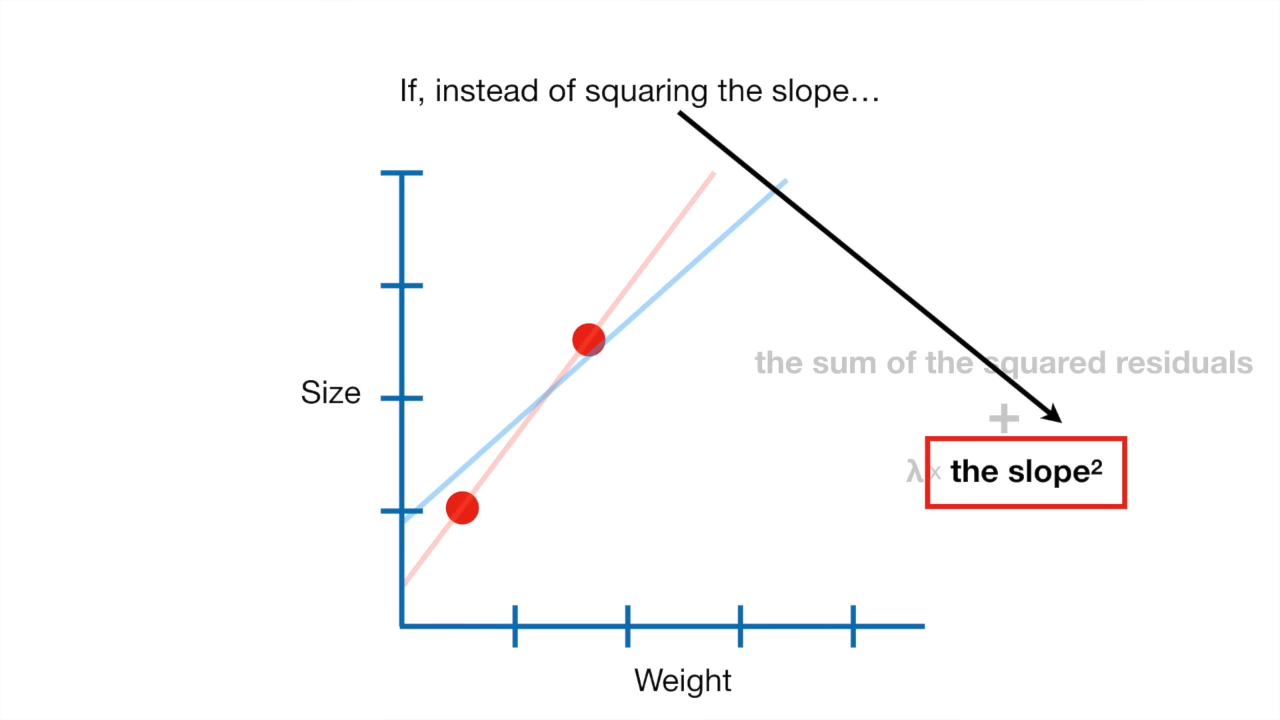 If, instead of squaring the slope…
the sum of the squared residuals
+
Size
λ × the slope²
Weight